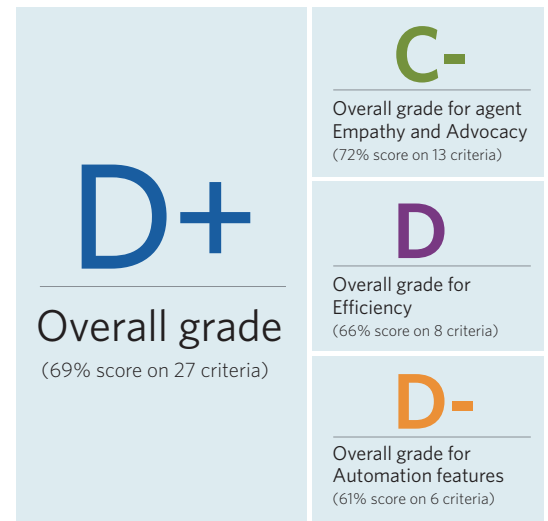 D+
Overall grade
(69% score on 27 criteria)
C-
Overall grade for agent
Empathy and Advocacy
(72% score on 13 criteria)
D
Overall grade for
Efficiency
(66% score on 8 criteria)
D-
Overall grade for
Automation features
(61% score on 6 criteria)